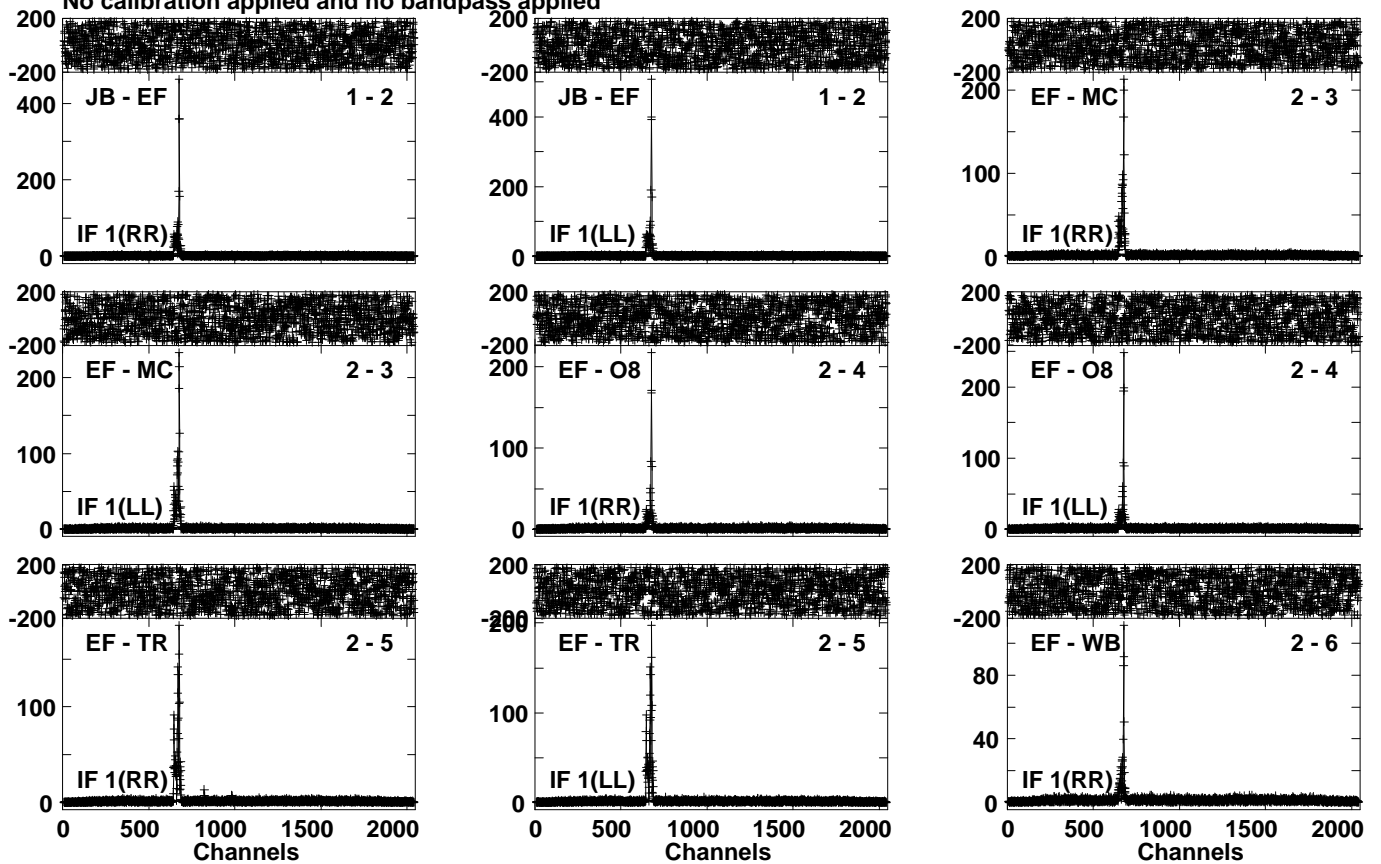 No calibration applied and no bandpass applied
200
-200
JB - EF 1 - 2
400
200
0
IF 1(RR)
-200
JB - EF 1 - 2
400
200
0
IF 1(LL)
200
-200
EF - MC 2 - 3
200
100
0
IF 1(RR)
200
-200
EF - MC 2 - 3
200
100
0
IF 1(LL)
200
-200
EF - O8 2 - 4
200
100
0
IF 1(RR)
200
-200
EF - O8 2 - 4
200
100
0
IF 1(LL)
200
-200
EF - TR 2 - 5
100
0
IF 1(RR)
0 500 1000 1500 2000
Channels
200
-200
200
EF - TR 2 - 5
100
0
IF 1(LL)
0 500 1000 1500 2000
Channels
200
-200
EF - WB 2 - 6
80
40
0
IF 1(RR)
0 500 1000 1500 2000
Channels